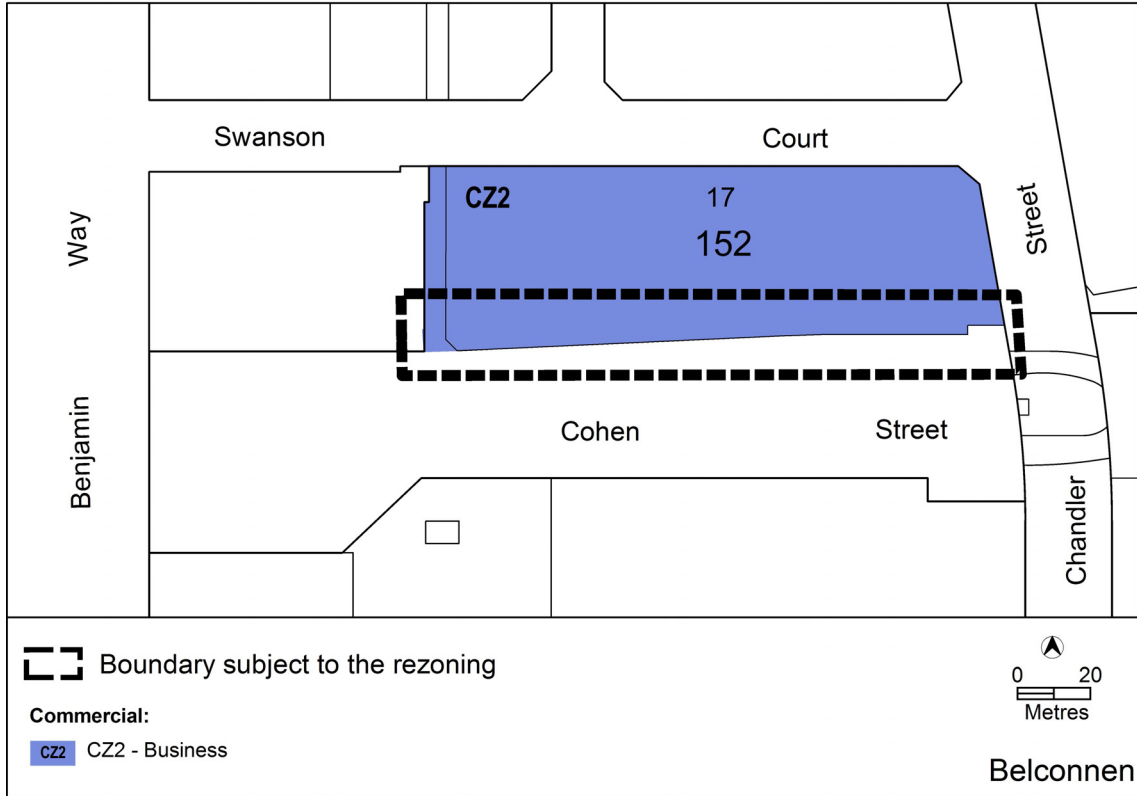 Swanson Court
CZ2 17
152
Way
Street
Benjamin
Cohen Street
Chandler
Boundary subject to the rezoning
0 20
Metres
Commercial:
CZ2 CZ2 - Business
Belconnen